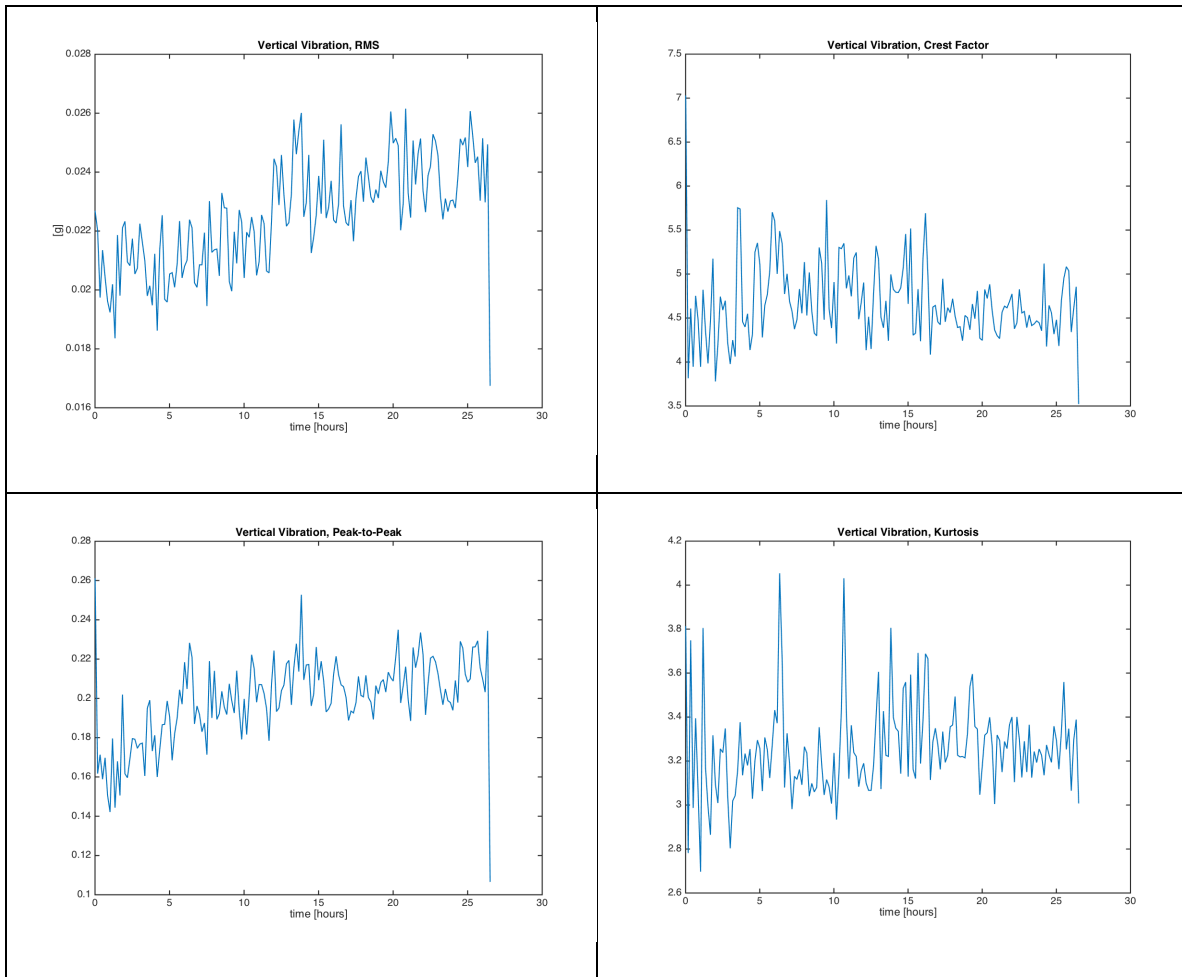 Vertical Vibration, RMS
0.028
0.026
0.024
0.022
0.02
0.018
0.016
[g]
0 5 10 15 20 25 30
time [hours]
Vertical Vibration, Crest Factor
7.5
7
6.5
6
5.5
5
4.5
4
3.5
0 5 10 15 20 25 30
time [hours]
Vertical Vibration, Peak-to-Peak
0.28
0.26
0.24
0.22
0.2
0.18
0.16
0.14
0.12
0.1
0 5 10 15 20 25 30
time [hours]
Vertical Vibration, Kurtosis
4.2
4
3.8
3.6
3.4
3.2
3
2.8
2.6
0 5 10 15 20 25 30
time [hours]